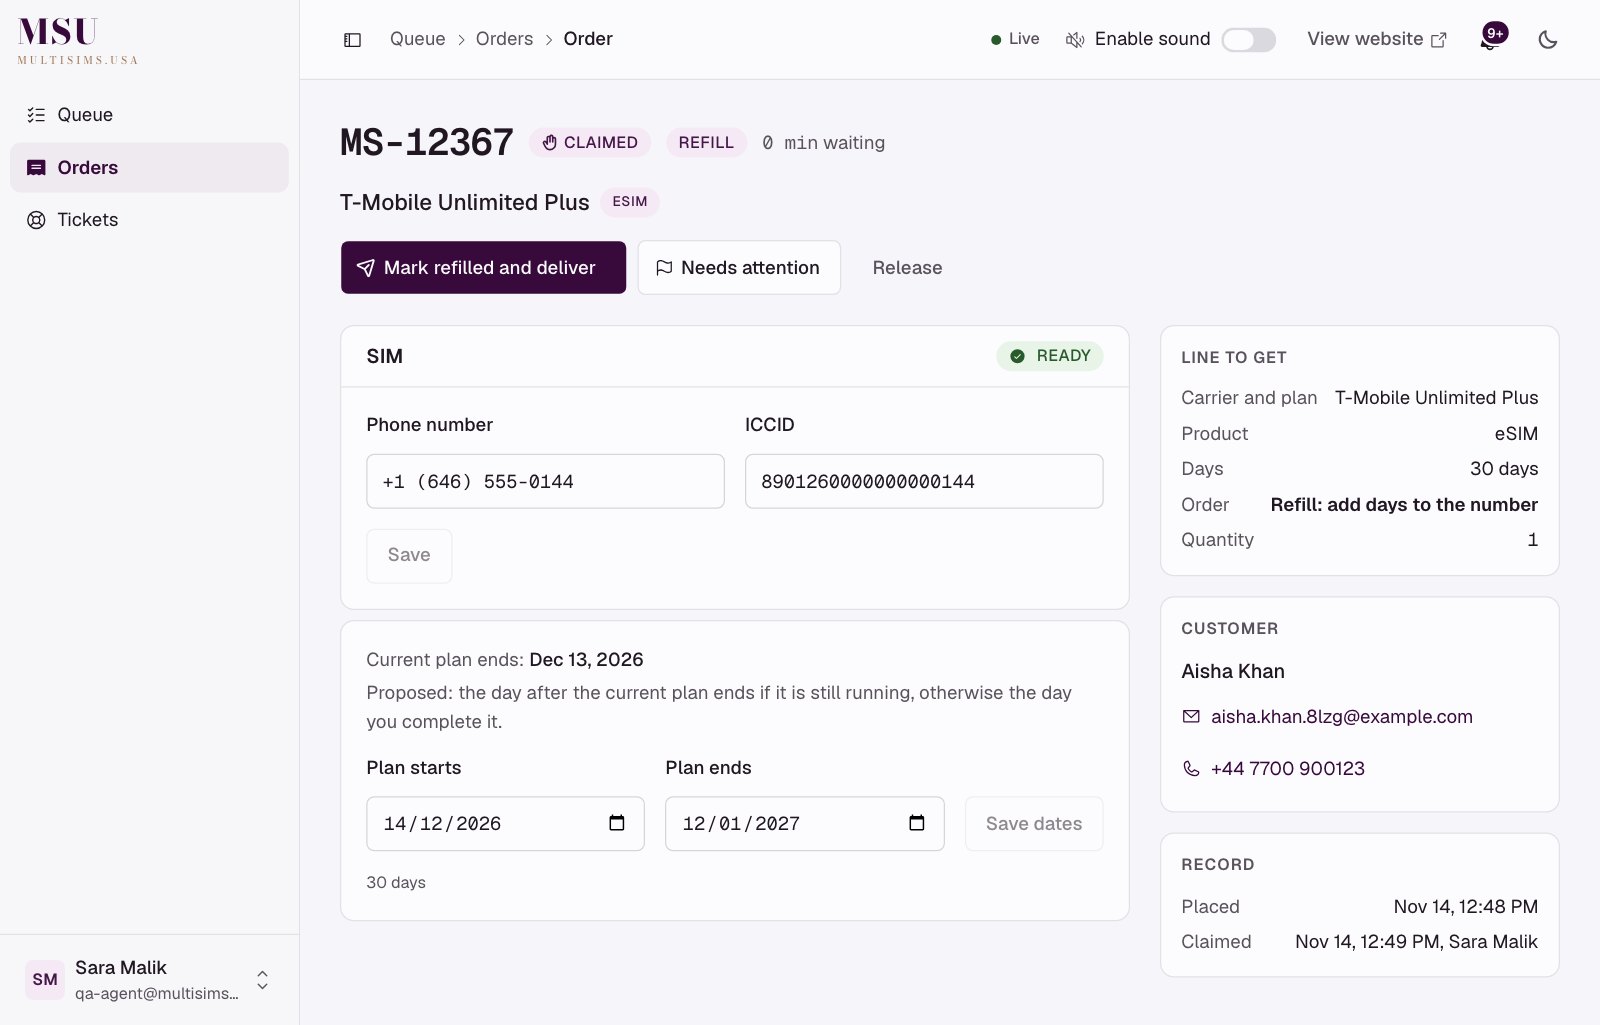 MSU
MULTISIMS.USA
Queue
Orders
Tickets
Queue > Orders > Order
Live
Enable sound
View website
9+
MS-12367
CLAIMED
REFILL
0 min waiting
T-Mobile Unlimited Plus
ESIM
Mark refilled and deliver
Needs attention
Release
SIM
READY
Phone number
ICCID
+1 (646) 555-0144
8901260000000000144
Save
Current plan ends: Dec 13, 2026
Proposed: the day after the current plan ends if it is still running, otherwise the day
you complete it.
Plan starts
Plan ends
14/12/2026
12/01/2027
Save dates
30 days
LINE TO GET
Carrier and plan T-Mobile Unlimited Plus
Product eSIM
Days 30 days
Order Refill: add days to the number
Quantity 1
CUSTOMER
Aisha Khan
aisha.khan.8lzg@example.com
+44 7700 900123
RECORD
Placed Nov 14, 12:48 PM
Claimed Nov 14, 12:49 PM, Sara Malik
SM
Sara Malik
qa-agent@multisims...